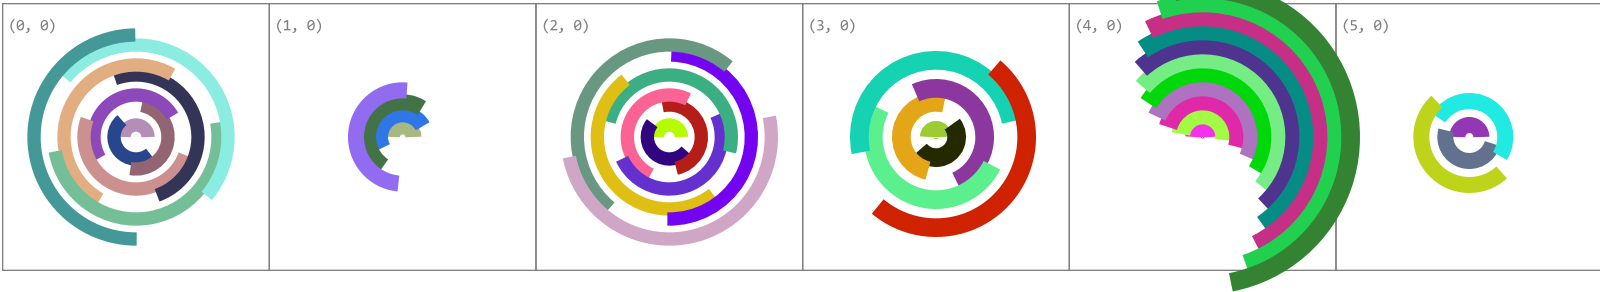 (0, 0) (1, 0) (2, 0) (3, 0) (4, 0) (5, 0)